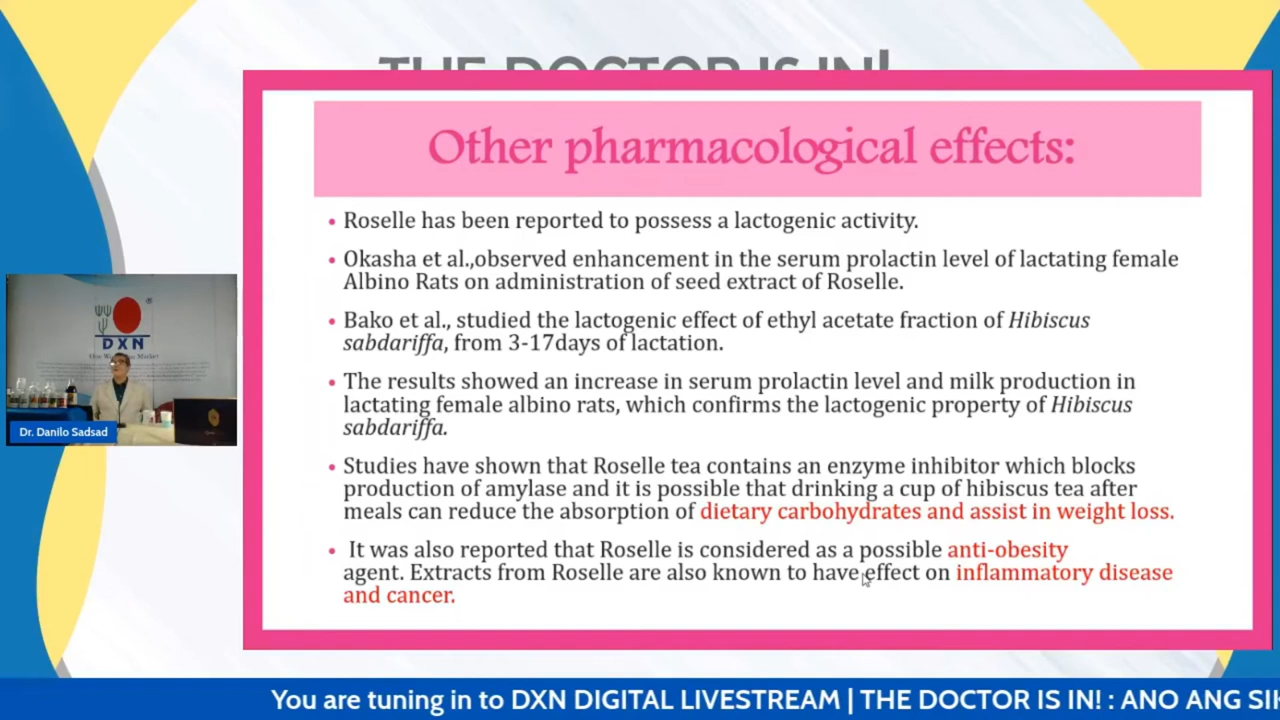 THE DOCTOR IS IN!
Other pharmacological effects:
• Roselle has been reported to possess a lactogenic activity.
• Okasha et al.,observed enhancement in the serum prolactin level of lactating female
Albino Rats on administration of seed extract of Roselle.
• Bako et al., studied the lactogenic effect of ethyl acetate fraction of Hibiscus
sabdariffa, from 3-17days of lactation.
• The results showed an increase in serum prolactin level and milk production in
lactating female albino rats, which confirms the lactogenic property of Hibiscus
sabdariffa.
• Studies have shown that Roselle tea contains an enzyme inhibitor which blocks
production of amylase and it is possible that drinking a cup of hibiscus tea after
meals can reduce the absorption of dietary carbohydrates and assist in weight loss.
• It was also reported that Roselle is considered as a possible anti-obesity
agent. Extracts from Roselle are also known to have effect on inflammatory disease
and cancer.
DXN
Dr. Danilo Sadsad
You are tuning in to DXN DIGITAL LIVESTREAM | THE DOCTOR IS IN! : ANO ANG